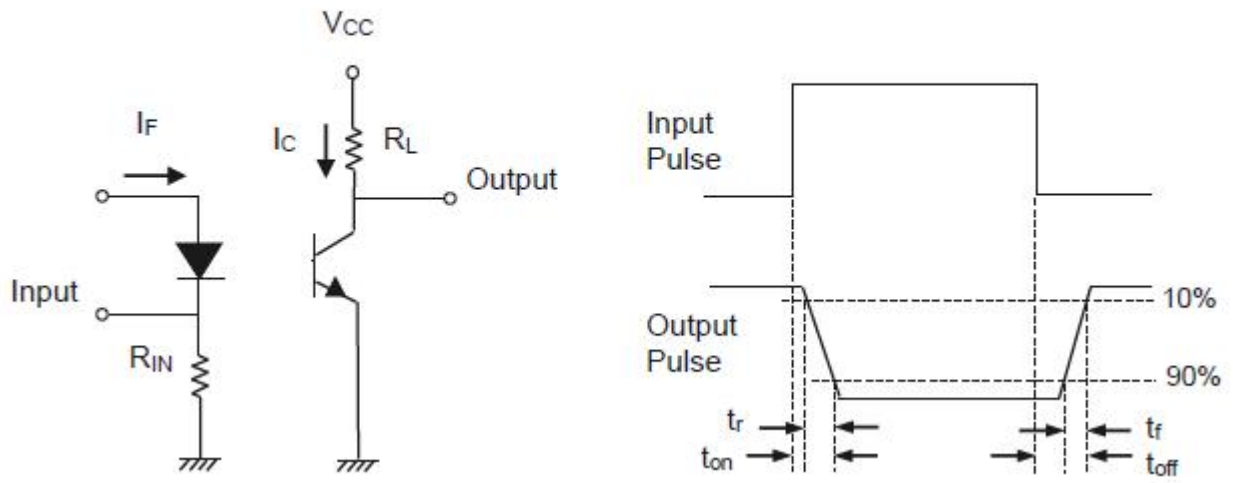 VCC
IF
IC
RL
Output
Input
RIN
Input
Pulse
Output
Pulse
10%
90%
tr
tf
ton
toff